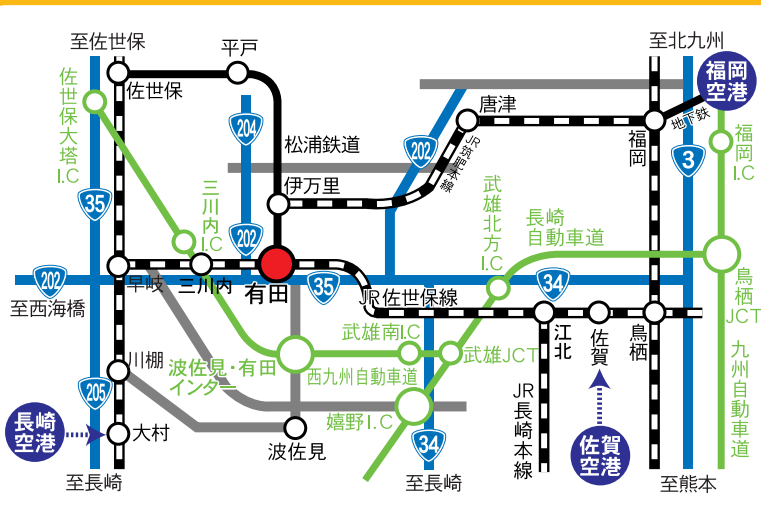 至佐世保
平戸
至北九州
佐世保
佐世保大塔I.C
唐津
福岡
空港
地下鉄
204
松浦鉄道
202
JR筑肥本線
福岡
福岡I.C
3
35
三川内I.C
伊万里
武雄北方I.C
長崎
自動車道
202
202
早岐
三川内
有田
35
JR佐世保線
34
鳥栖
JCT
至西海橋
武雄南I.C
武雄JCT
江北
佐賀
鳥栖
九州自動車道
川棚
205
波佐見・有田
インター
西九州自動車道
JR長崎本線
長崎
空港
大村
嬉野I.C
波佐見
34
佐賀
空港
至長崎
至長崎
至熊本